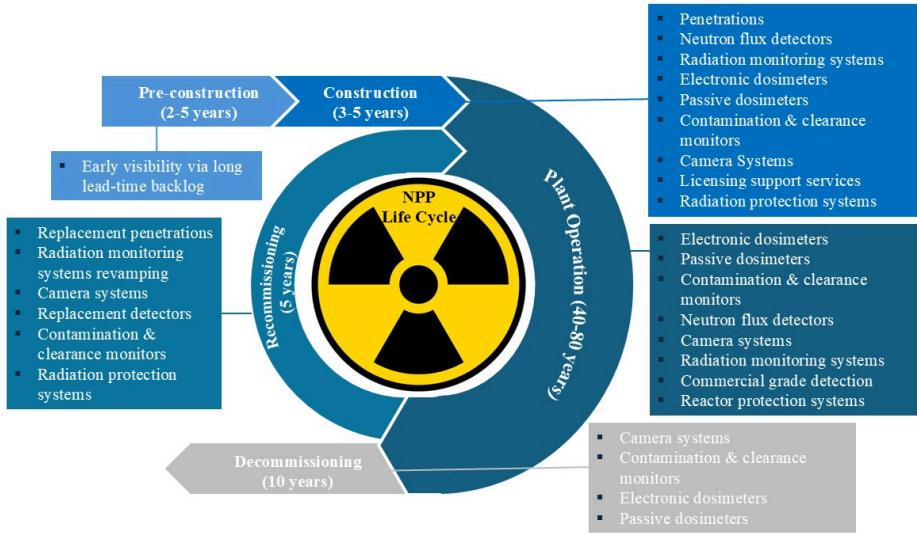 Pre-construction
(2-5 years)
Construction
(3-5 years)
Penetrations
Neutron flux detectors
Radiation monitoring systems
Electronic dosimeters
Passive dosimeters
Contamination & clearance
monitors
Camera Systems
Licensing support services
Radiation protection systems
Early visibility via long
lead-time backlog
NPP
Life Cycle
Plant Operation (40-80 years)
Recommissioning
(5 years)
Replacement penetrations
Radiation monitoring
systems revamping
Camera systems
Replacement detectors
Contamination &
clearance monitors
Radiation protection
systems
Electronic dosimeters
Passive dosimeters
Contamination & clearance
monitors
Neutron flux detectors
Camera systems
Radiation monitoring systems
Commercial grade detection
Reactor protection systems
Decommissioning
(10 years)
Camera systems
Contamination & clearance
monitors
Electronic dosimeters
Passive dosimeters